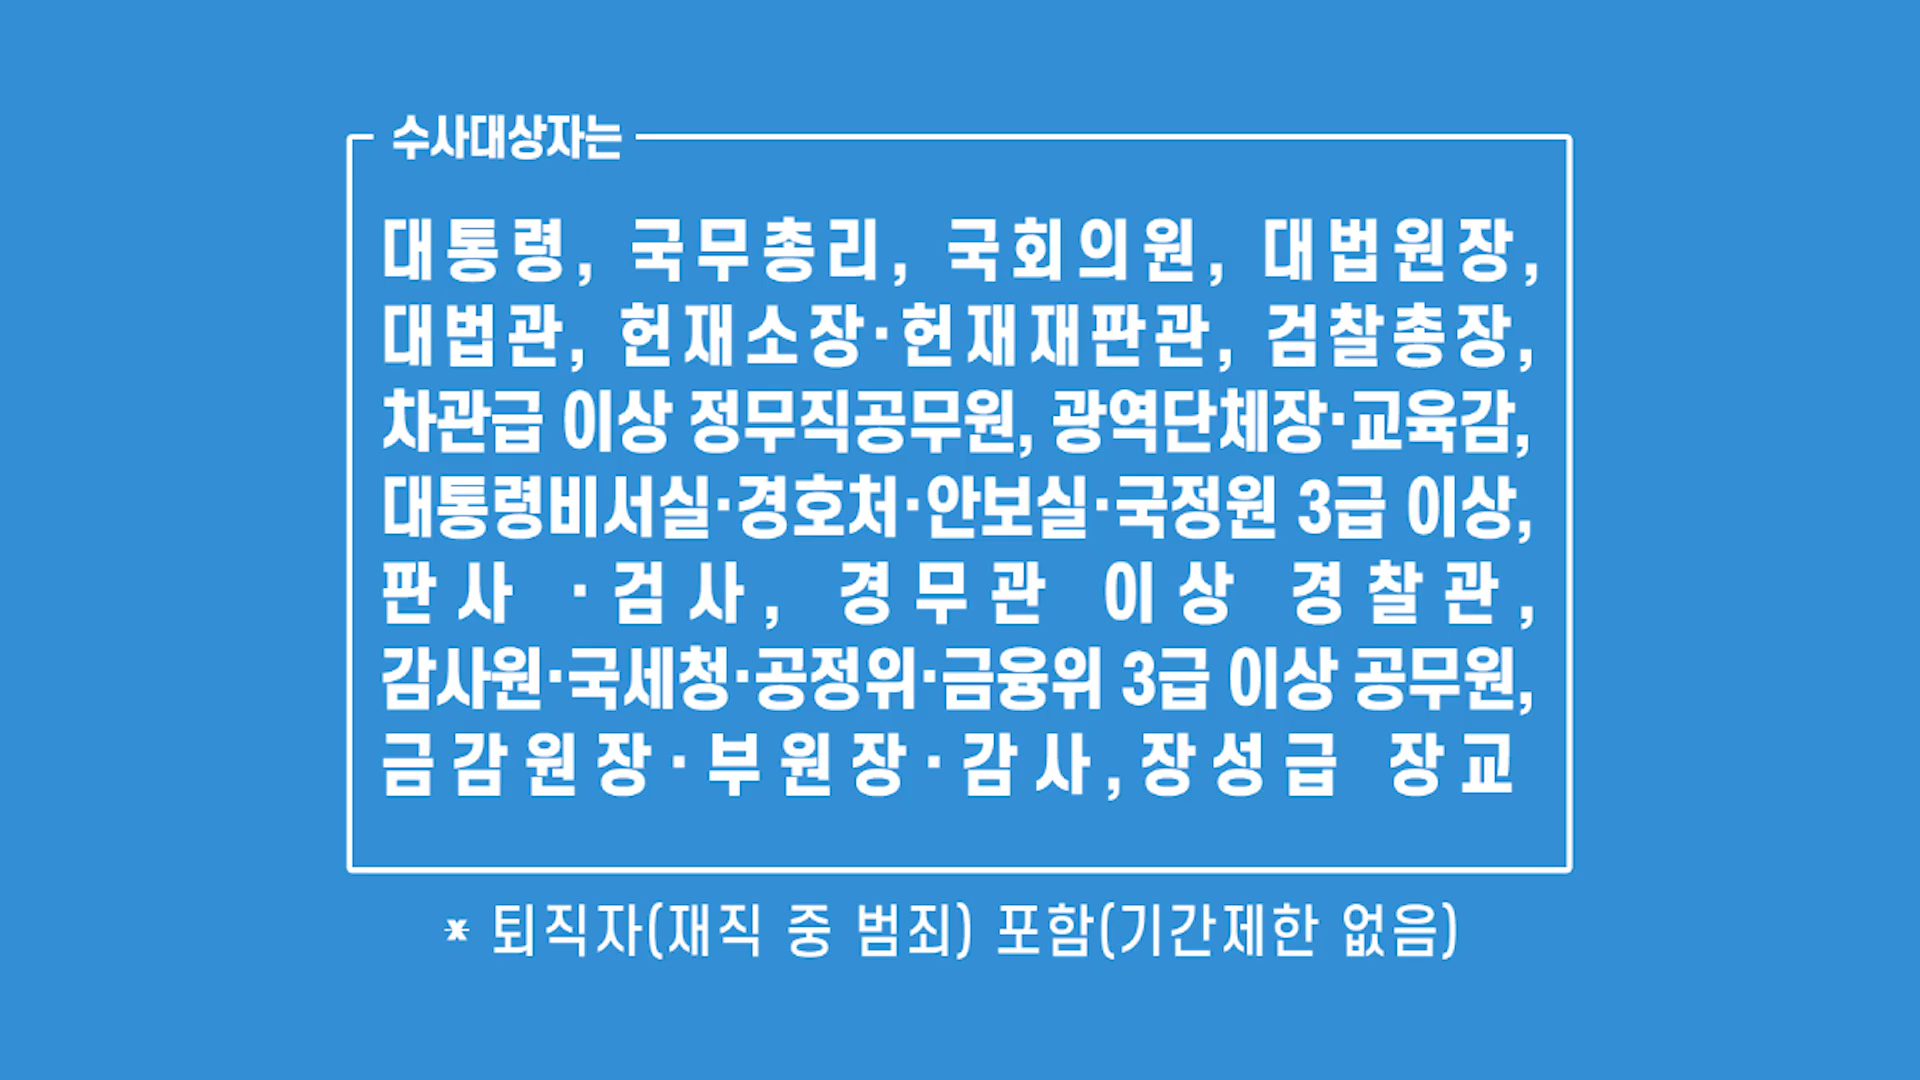 수사대상자는
대통령, 국무총리, 국회의원, 대법원장,
대법관, 헌재소장·헌재재판관, 검찰총장,
차관급 이상 정무직공무원, 광역단체장·교육감,
대통령비서실·경호처·안보실·국정원 3급 이상,
판사 ·검사, 경무관 이상 경찰관,
감사원·국세청·공정위·금융위 3급 이상 공무원,
금감원장·부원장·감사,장성급 장교
* 퇴직자(재직 중 범죄) 포함(기간제한 없음)